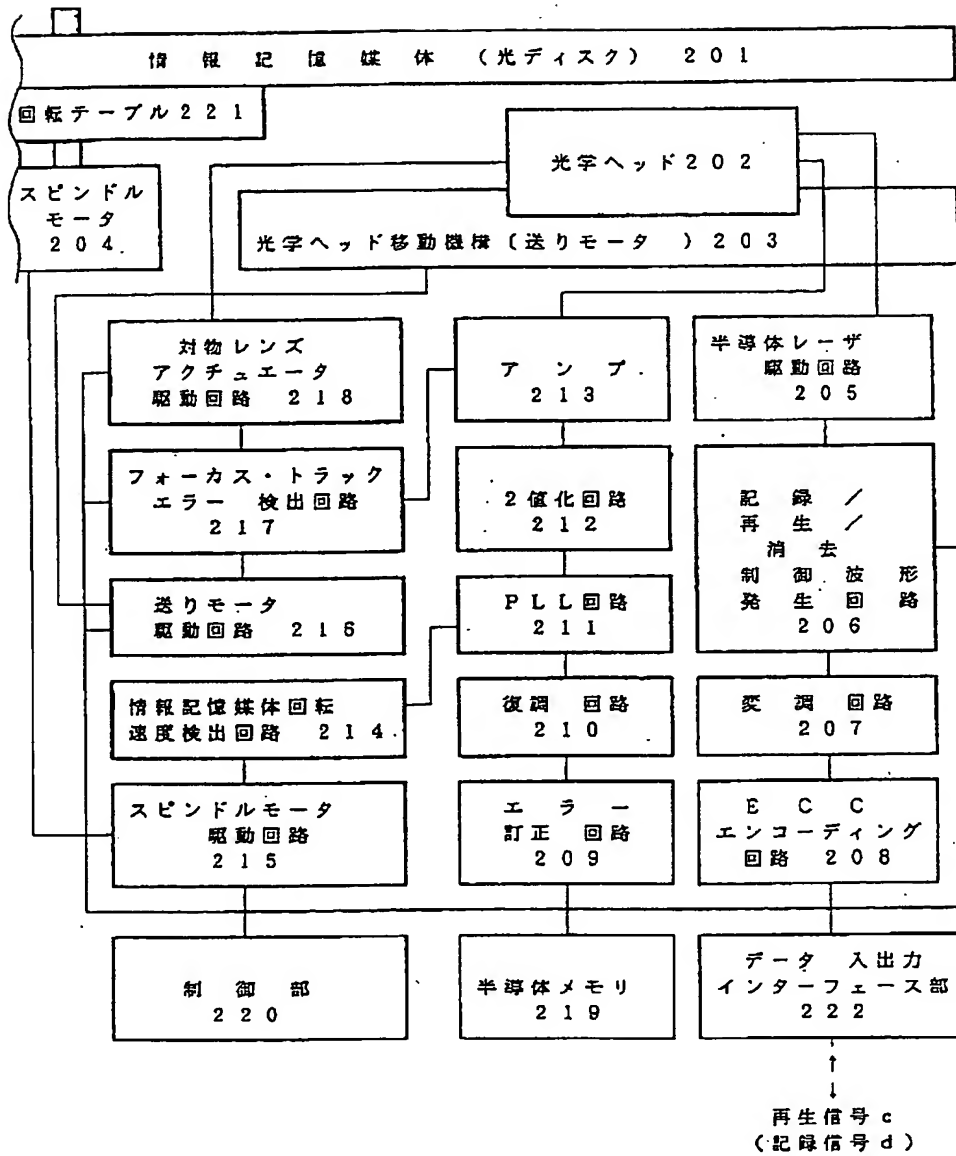 情報記憶媒体（光ディスク）201
回転テーブル221
光学ヘッド202
スピンドル
モータ
204
光学ヘッド移動機構（送りモータ）203
対物レンズ
アクチュエータ
駆動回路 218
アンプ
213
半導体レーザ
駆動回路
205
フォーカス・トラック
エラー 検出回路
217
2値化回路
212
記録／
再生／
消去
制御波形
発生回路
206
送りモータ
駆動回路 216
PLL回路
211
情報記憶媒体回転
速度検出回路 214
復調 回路
210
変調 回路
207
スピンドルモータ
駆動回路
215
エラー
訂正 回路
209
ECC
エンコーディング
回路 208
制御部
220
半導体メモリ
219
データ 入出力
インターフェース部
222
再生信号c
（記録信号d）